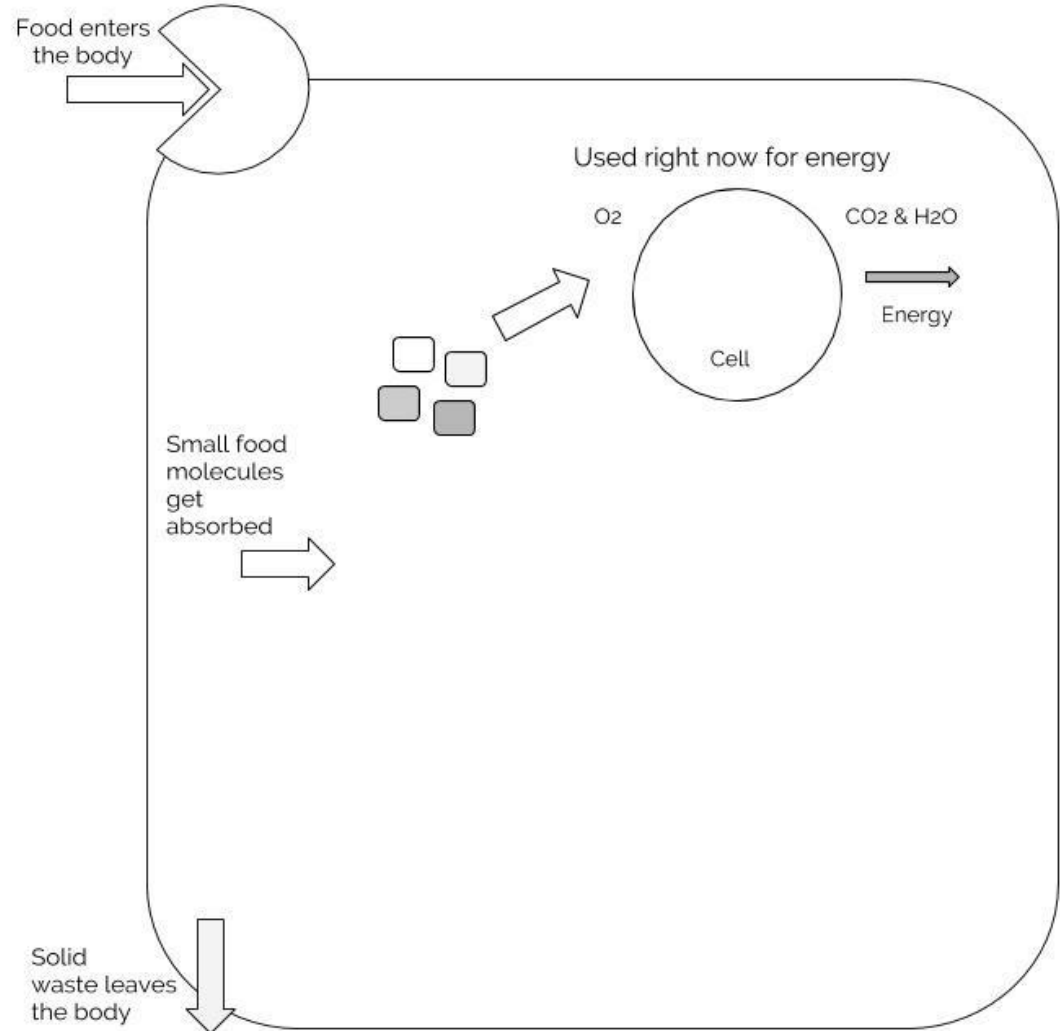 Food enters
the body
Used right now for energy
O2
CO2 & H2O
Energy
Cell
Small food
molecules
get
absorbed
Solid
waste leaves
the body